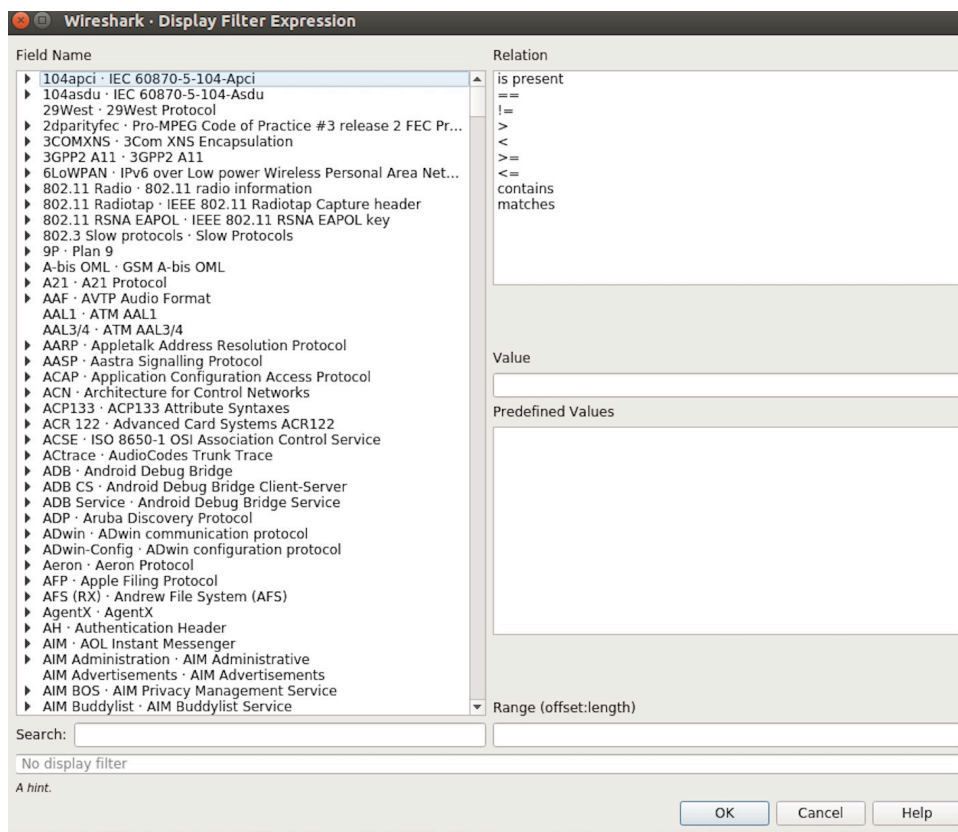 Wireshark · Display Filter Expression
Field Name
104apci · IEC 60870-5-104-Apci
104asdu · IEC 60870-5-104-Asdu
29West · 29West Protocol
2dparityfec · Pro-MPEG Code of Practice #3 release 2 FEC Pr...
3COMXNS · 3Com XNS Encapsulation
3GPP2 A11 · 3GPP2 A11
6LoWPAN · IPv6 over Low power Wireless Personal Area Net...
802.11 Radio · 802.11 radio information
802.11 Radiotap · IEEE 802.11 Radiotap Capture header
802.11 RSNA EAPOL · IEEE 802.11 RSNA EAPOL key
802.3 Slow protocols · Slow Protocols
9P · Plan 9
A-bis OML · GSM A-bis OML
A21 · A21 Protocol
AAF · AVTP Audio Format
AAL1 · ATM AAL1
AAL3/4 · ATM AAL3/4
AARP · Appletalk Address Resolution Protocol
AASP · Aastra Signalling Protocol
ACAP · Application Configuration Access Protocol
ACN · Architecture for Control Networks
ACP133 · ACP133 Attribute Syntaxes
ACR 122 · Advanced Card Systems ACR122
ACSE · ISO 8650-1 OSI Association Control Service
ACtrace · AudioCodes Trunk Trace
ADB · Android Debug Bridge
ADB CS · Android Debug Bridge Client-Server
ADB Service · Android Debug Bridge Service
ADP · Aruba Discovery Protocol
ADwin · ADwin communication protocol
ADwin-Config · ADwin configuration protocol
Aeron · Aeron Protocol
AFP · Apple Filing Protocol
AFS (RX) · Andrew File System (AFS)
AgentX · AgentX
AH · Authentication Header
AIM · AOL Instant Messenger
AIM Administration · AIM Administrative
AIM Advertisements · AIM Advertisements
AIM BOS · AIM Privacy Management Service
AIM Buddylist · AIM Buddylist Service
Search:
Relation
is present
==
!=
>
<
>=
<=
contains
matches
Value
Predefined Values
Range (offset:length)
No display filter
A hint.
OK
Cancel
Help